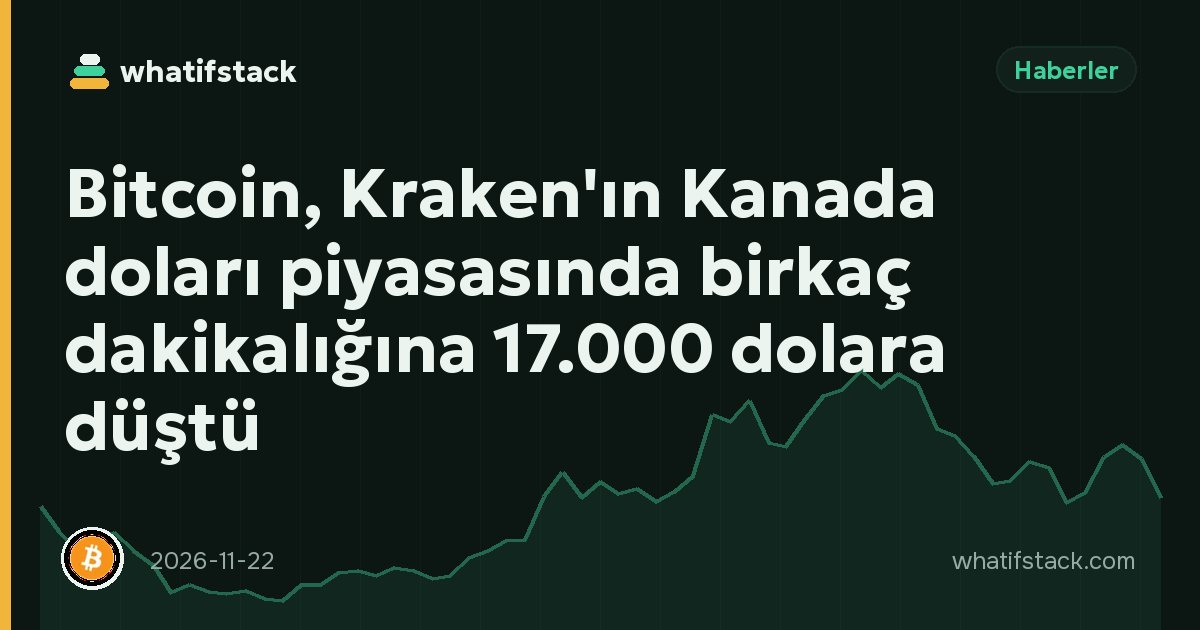 whatifstack
Haberler
Bitcoin, Kraken'ın Kanada
doları piyasasında birkaç
dakikalığına 17.000 dolara
düştü
2026-11-22
whatifstack.com